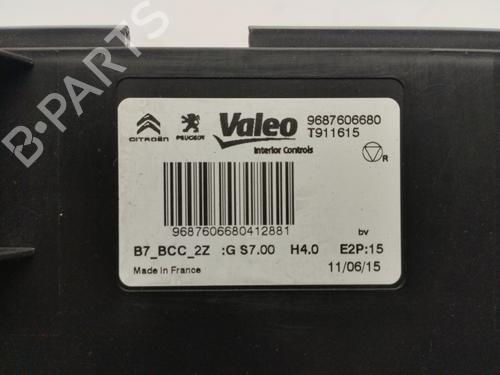 CITROËN PEUGEOT Valeo 9687606680
T911615
Interior Controls
R
9687606680412881
bv
B7_BCC_2Z :G S7.00 H4.0 E2P:15
Made in France 11/06/15
B-PARTS